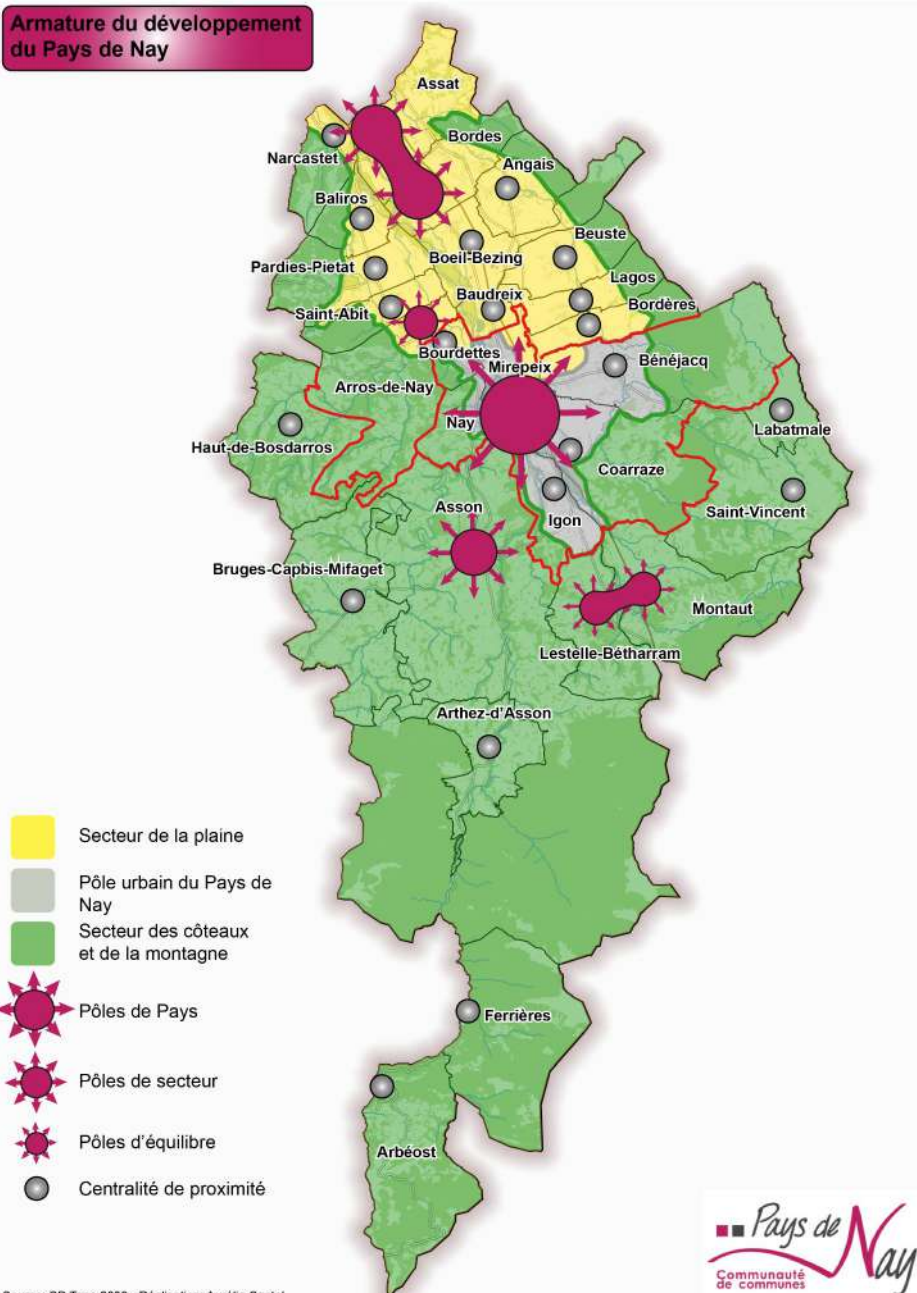 Armature du développement
du Pays de Nay
Assat
Bordes
Narcastet
Angais
Baliros
Beuste
Boeil-Bezing
Pardies-Pietat
Lagos
Baudreix
Saint-Abit
Bordères
Bourdettes
Mirepeix
Bénéjacq
Arros-de-Nay
Nay
Labatmale
Haut-de-Bosdarros
Coarraze
Saint-Vincent
Asson
Igon
Bruges-Capbis-Mifaget
Montaut
Lestelle-Bétharram
Arthez-d'Asson
Ferrières
Arbéost
Secteur de la plaine
Pôle urbain du Pays de
Nay
Secteur des côteaux
et de la montagne
Pôles de Pays
Pôles de secteur
Pôles d'équilibre
Centralité de proximité
Pays de Nay
Communauté
de communes